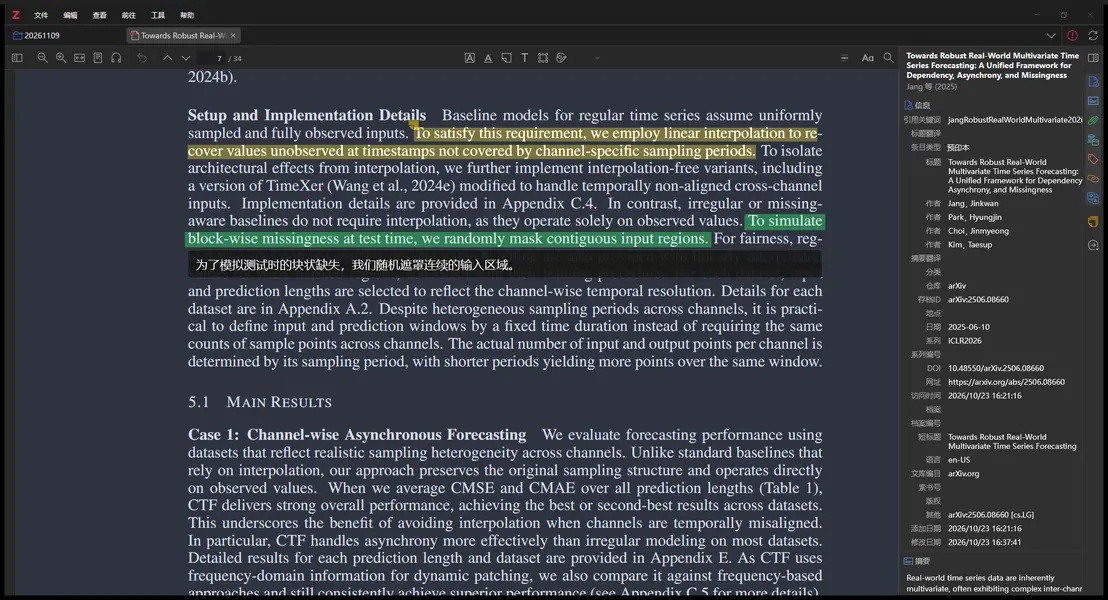 文件 编辑 查看 前往 工具 帮助
20261109
Towards Robust Real-W
7 / 34
2024b).
Setup and Implementation Details Baseline models for regular time series assume uniformly
sampled and fully observed inputs. To satisfy this requirement, we employ linear interpolation to re-
cover values unobserved at timestamps not covered by channel-specific sampling periods. To isolate
architectural effects from interpolation, we further implement interpolation-free variants, including
a version of TimeXer (Wang et al., 2024e) modified to handle temporally non-aligned cross-channel
inputs. Implementation details are provided in Appendix C.4. In contrast, irregular or missing-
aware baselines do not require interpolation, as they operate solely on observed values. To simulate
block-wise missingness at test time, we randomly mask contiguous input regions. For fairness, reg-
为了模拟测试时的块状缺失，我们随机遮罩连续的输入区域。
and prediction lengths are selected to reflect the channel-wise temporal resolution. Details for each
dataset are in Appendix A.2. Despite heterogeneous sampling periods across channels, it is practi-
cal to define input and prediction windows by a fixed time duration instead of requiring the same
counts of sample points across channels. The actual number of input and output points per channel is
determined by its sampling period, with shorter periods yielding more points over the same window.
5.1 MAIN RESULTS
Case 1: Channel-wise Asynchronous Forecasting We evaluate forecasting performance using
datasets that reflect realistic sampling heterogeneity across channels. Unlike standard baselines that
rely on interpolation, our approach preserves the original sampling structure and operates directly
on observed values. When we average CMSE and CMAE over all prediction lengths (Table 1),
CTF delivers strong overall performance, achieving the best or second-best results across datasets.
This underscores the benefit of avoiding interpolation when channels are temporally misaligned.
In particular, CTF handles asynchrony more effectively than irregular modeling on most datasets.
Detailed results for each prediction length and dataset are provided in Appendix E. As CTF uses
frequency-domain information for dynamic patching, we also compare it against frequency-based
approaches and still consistently achieve superior performance (see Appendix C.5 for more details).
Towards Robust Real-World Multivariate Time
Series Forecasting: A Unified Framework for
Dependency, Asynchrony, and Missingness
Jang 等 (2025)
信息
引用关键词 jangRobustRealWorldMultivariate202
标题翻译
条目类型 预印本
标题 Towards Robust Real-World
Multivariate Time Series Forecasting:
A Unified Framework for Dependency,
Asynchrony, and Missingness
作者 Jang, Jinkwan
作者 Park, Hyungjin
作者 Choi, Jinmyeong
作者 Kim, Taesup
摘要翻译
分类
仓库 arXiv
存档ID arXiv:2506.08660
地点
日期 2025-06-10
系列 ICLR2026
系列编号
DOI 10.48550/arXiv.2506.08660
网址 https://arxiv.org/abs/2506.08660
访问时间 2026/10/23 16:21:16
档案
档案编号
短标题 Towards Robust Real-World
Multivariate Time Series Forecasting
语言 en-US
文库编目 arXiv.org
索书号
版权
其他 arXiv:2506.08660 [cs.LG]
添加日期 2026/10/23 16:21:16
修改日期 2026/10/23 16:37:41
摘要
Real-world time series data are inherently
multivariate, often exhibiting complex inter-chann